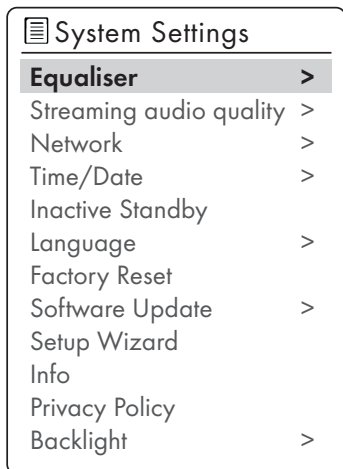 System Settings
Equaliser >
Streaming audio quality >
Network >
Time/Date >
Inactive Standby
Language >
Factory Reset
Software Update >
Setup Wizard
Info
Privacy Policy
Backlight >